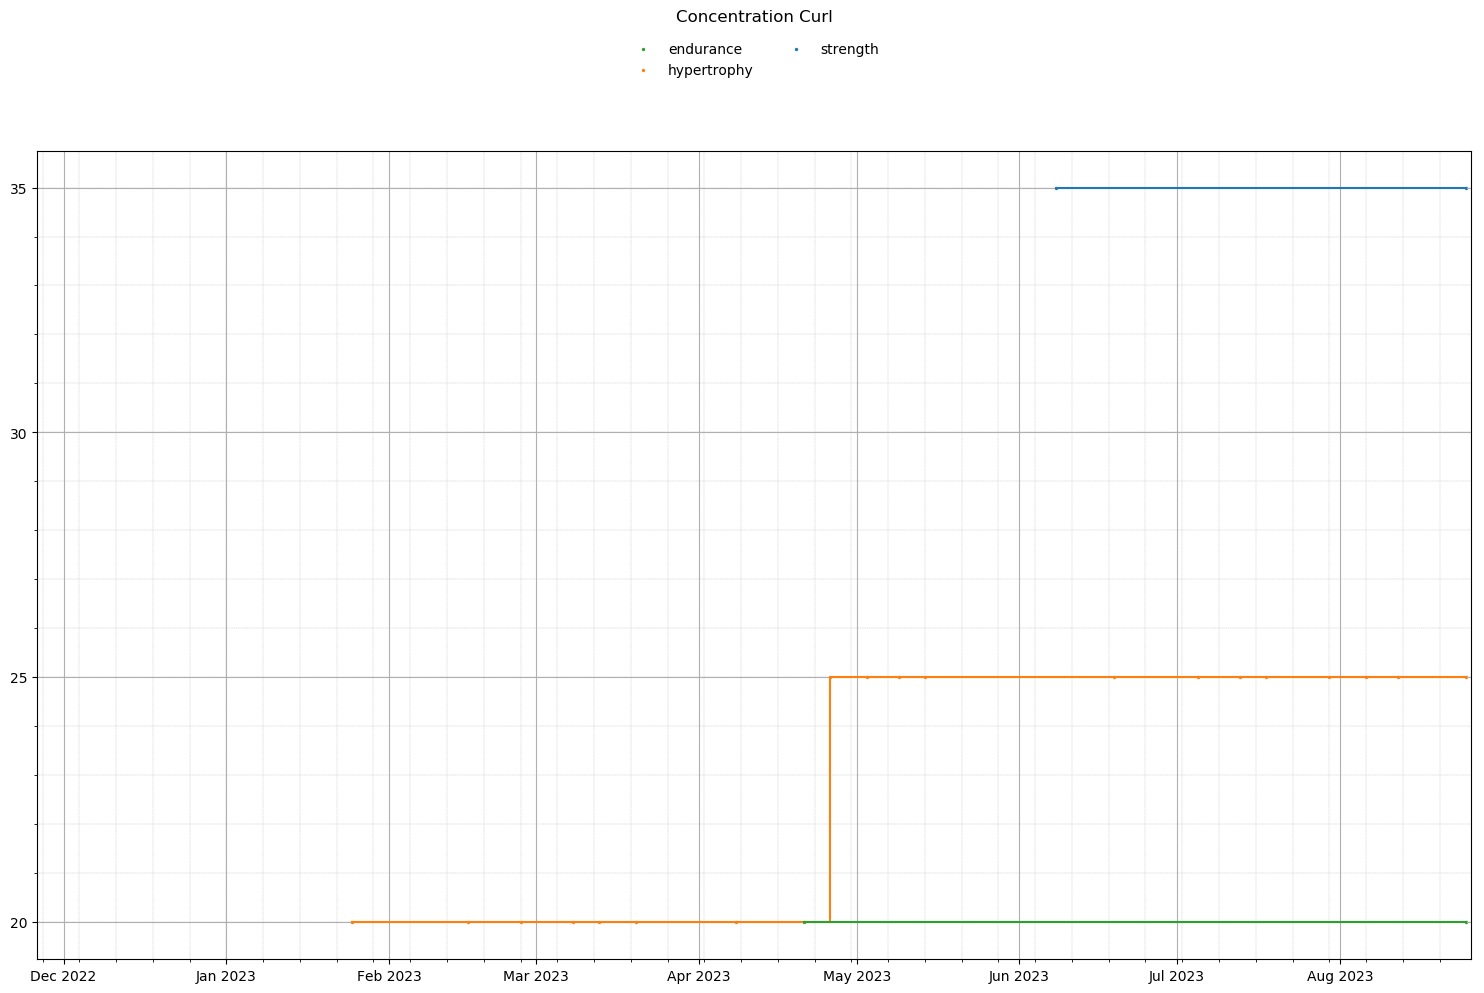 Concentration Curl
endurance strength
hypertrophy
35
30
25
20
Dec 2022 Jan 2023 Feb 2023 Mar 2023 Apr 2023 May 2023 Jun 2023 Jul 2023 Aug 2023